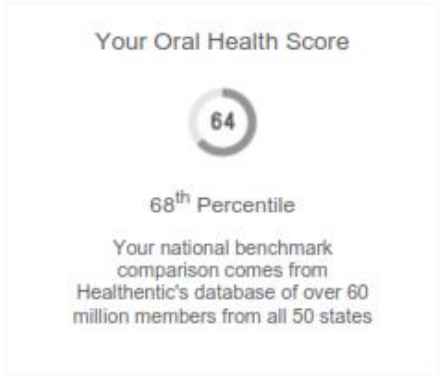 Your Oral Health Score
64
68th Percentile
Your national benchmark
comparison comes from
Healthentic's database of over 60
million members from all 50 states